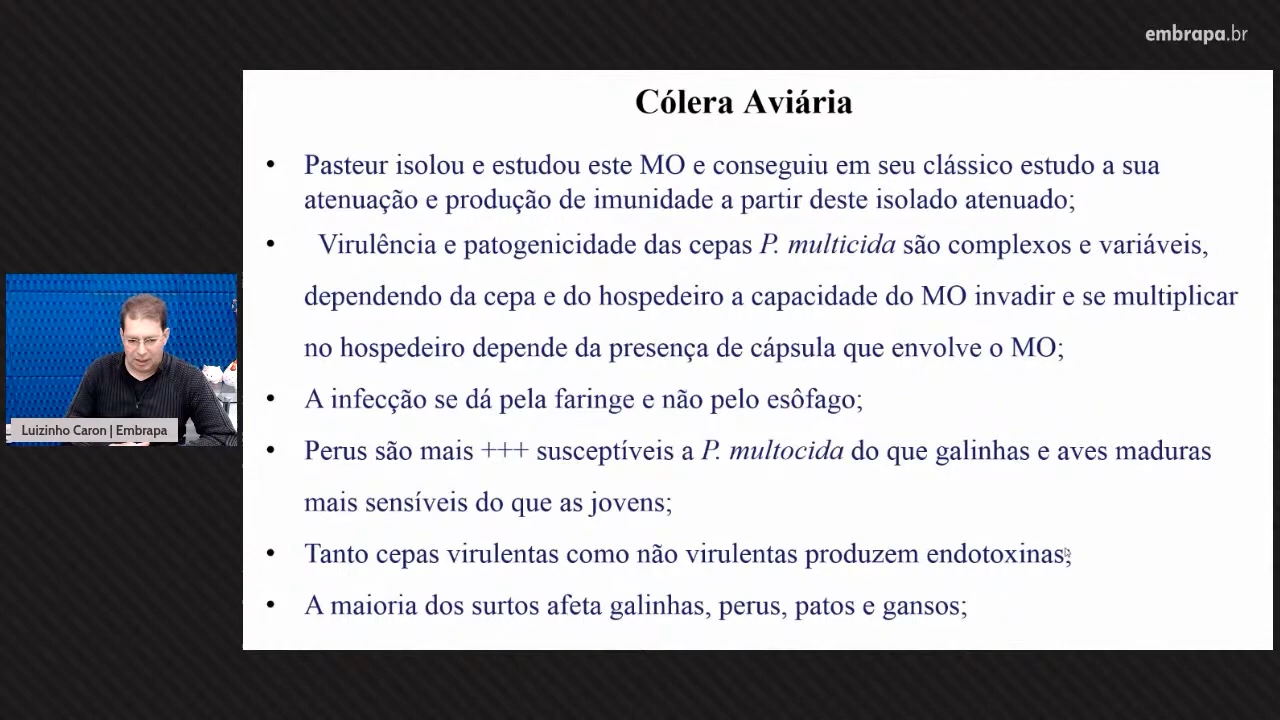 embrapa.br
Cólera Aviária
• Pasteur isolou e estudou este MO e conseguiu em seu clássico estudo a sua
atenuação e produção de imunidade a partir deste isolado atenuado;
• Virulência e patogenicidade das cepas P. multicida são complexos e variáveis,
dependendo da cepa e do hospedeiro a capacidade do MO invadir e se multiplicar
no hospedeiro depende da presença de cápsula que envolve o MO;
• A infecção se dá pela faringe e não pelo esôfago;
• Perus são mais +++ susceptíveis a P. multocida do que galinhas e aves maduras
mais sensíveis do que as jovens;
• Tanto cepas virulentas como não virulentas produzem endotoxinas;
• A maioria dos surtos afeta galinhas, perus, patos e gansos;
Luizinho Caron | Embrapa